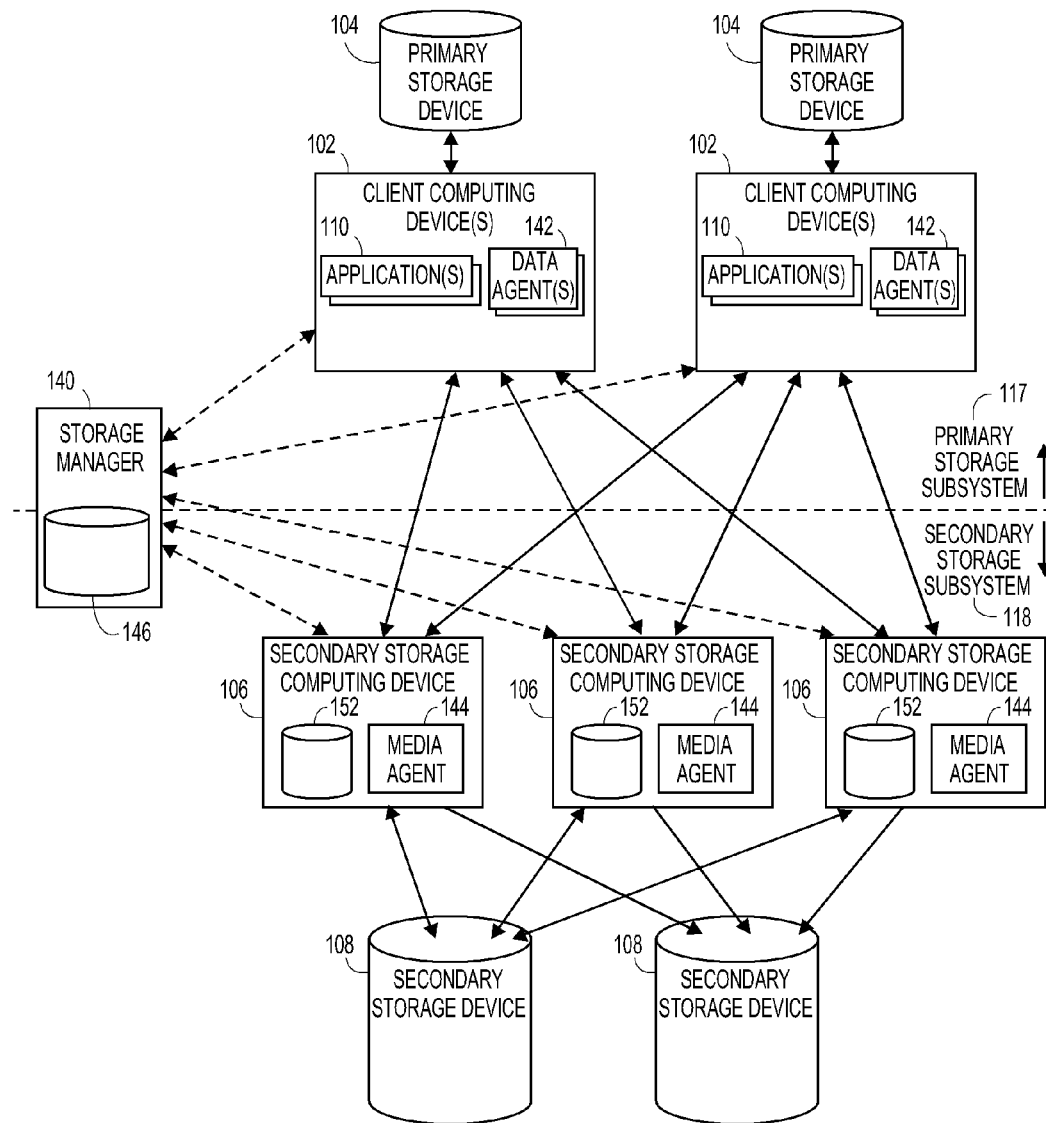 104
PRIMARY
STORAGE
DEVICE
104
PRIMARY
STORAGE
DEVICE
102
CLIENT COMPUTING
DEVICE(S)
110
142
APPLICATION(S)
DATA
AGENT(S)
102
CLIENT COMPUTING
DEVICE(S)
110
142
APPLICATION(S)
DATA
AGENT(S)
140
STORAGE
MANAGER
146
117
PRIMARY
STORAGE
SUBSYSTEM
SECONDARY
STORAGE
SUBSYSTEM
118
SECONDARY STORAGE
COMPUTING DEVICE
106
152
144
MEDIA
AGENT
SECONDARY STORAGE
COMPUTING DEVICE
106
152
144
MEDIA
AGENT
SECONDARY STORAGE
COMPUTING DEVICE
106
152
144
MEDIA
AGENT
108
SECONDARY
STORAGE DEVICE
108
SECONDARY
STORAGE DEVICE